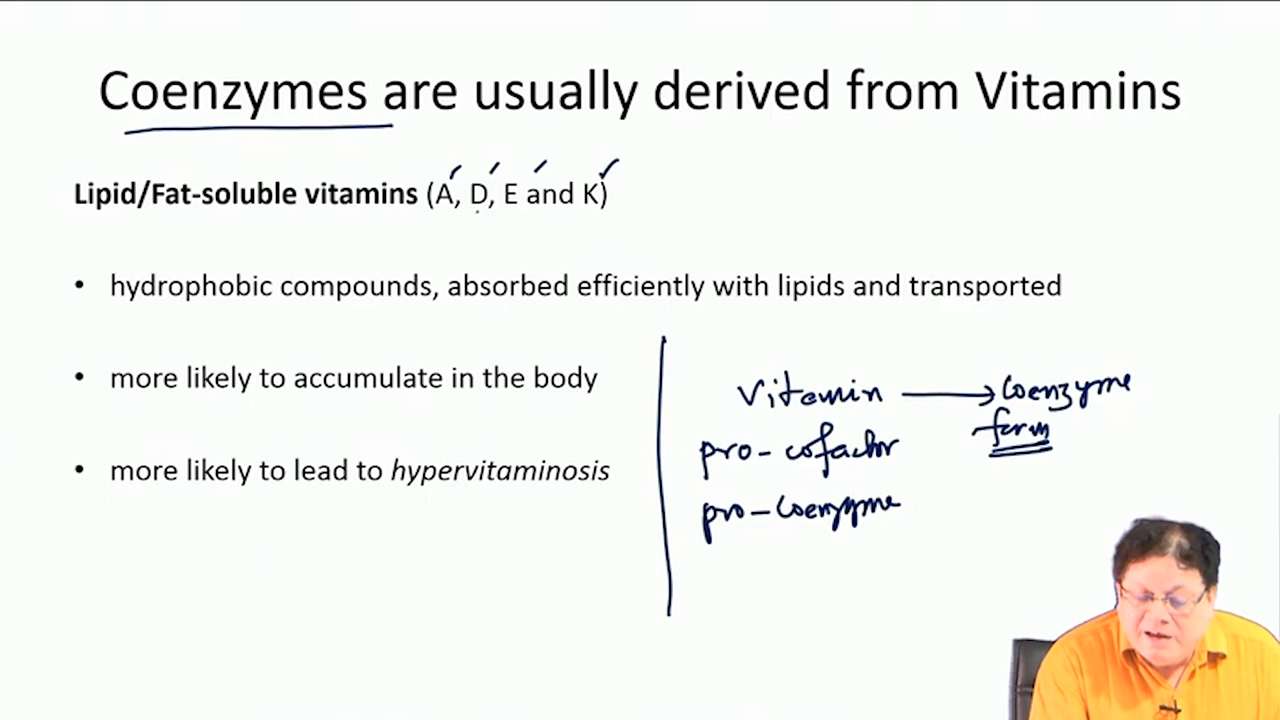 Coenzymes are usually derived from Vitamins
Lipid/Fat-soluble vitamins (A, D, E and K)
• hydrophobic compounds, absorbed efficiently with lipids and transported
• more likely to accumulate in the body
• more likely to lead to hypervitaminosis
Vitamin → Coenzyme
form
pro-cofactor
pro-coenzyme